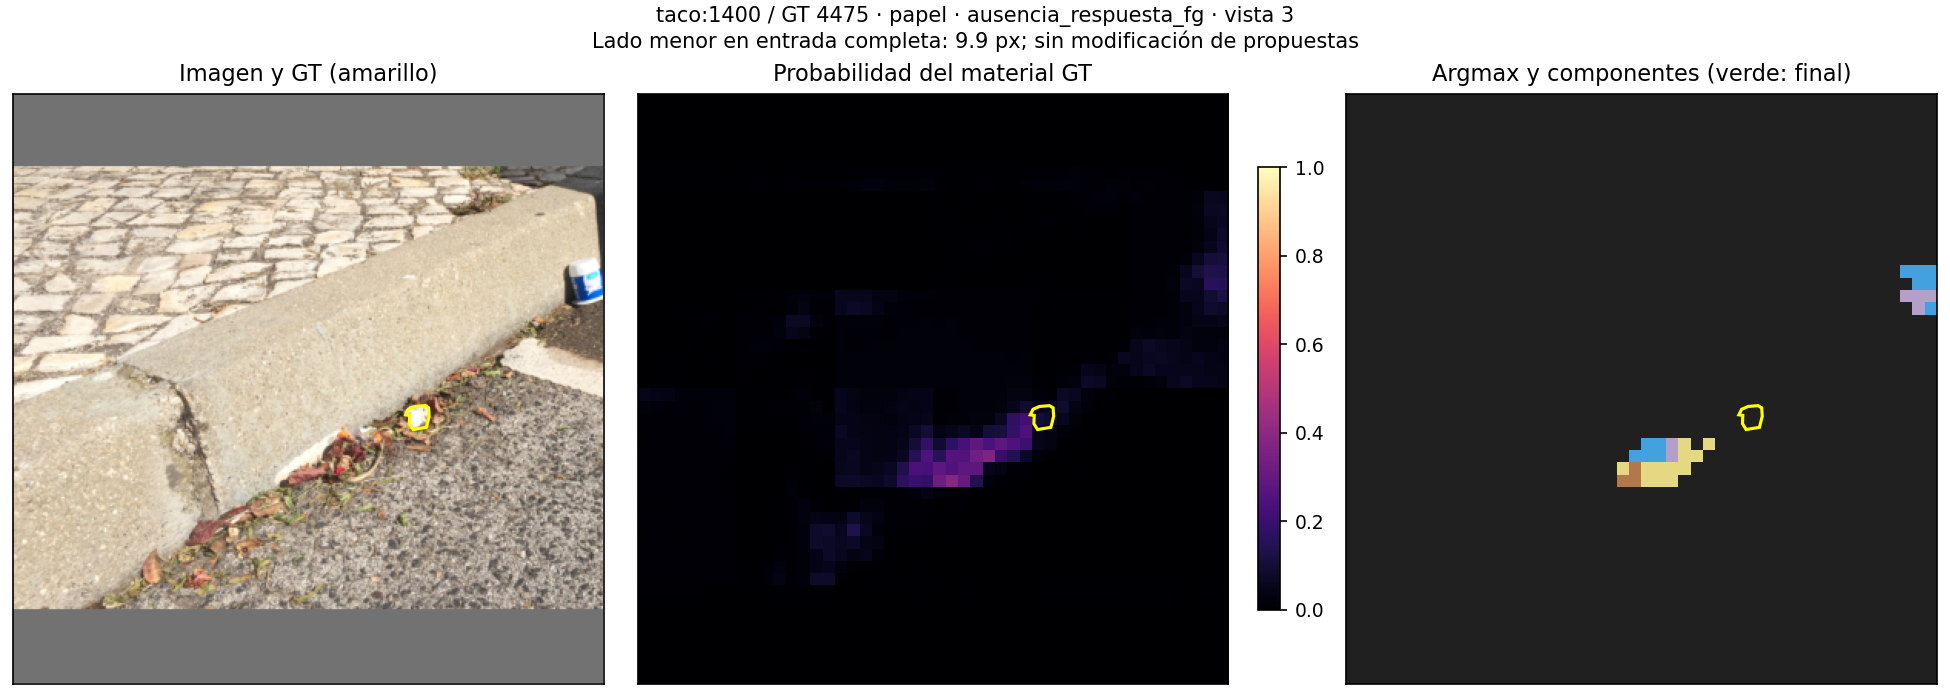 taco:1400 / GT 4475 · papel · ausencia_respuesta_fg · vista 3
Lado menor en entrada completa: 9.9 px; sin modificación de propuestas
Imagen y GT (amarillo)
Probabilidad del material GT
Argmax y componentes (verde: final)
1.0
0.8
0.6
0.4
0.2
0.0